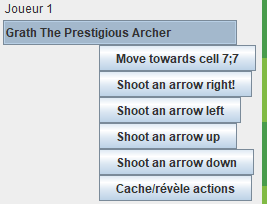 Joueur 1
Grath The Prestigious Archer
Move towards cell 7;7
Shoot an arrow right!
Shoot an arrow left
Shoot an arrow up
Shoot an arrow down
Cache/révèle actions